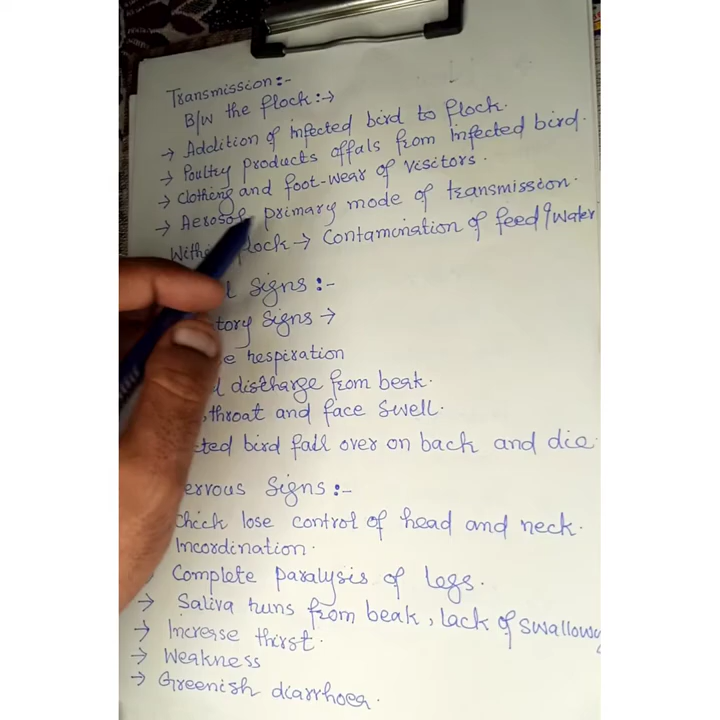 Transmission:-
B/W the flock:→
→ Addition of infected bird to flock.
→ Poultry products offals from infected bird.
→ Clothing and foot-wear of visitors.
→ Aerosol primary mode of transmission.
flock → Contamination of feed & water
Signs:-
Signs →
respiration
discharge from beak.
throat and face swell.
bird fall over on back and die.
Signs:-
Chick lose control of head and neck.
Incordination.
Complete paralysis of legs.
→ Saliva runs from beak, lack of swallowy
→ Increase thirst.
→ Weakness
→ Greenish diarrhoea.